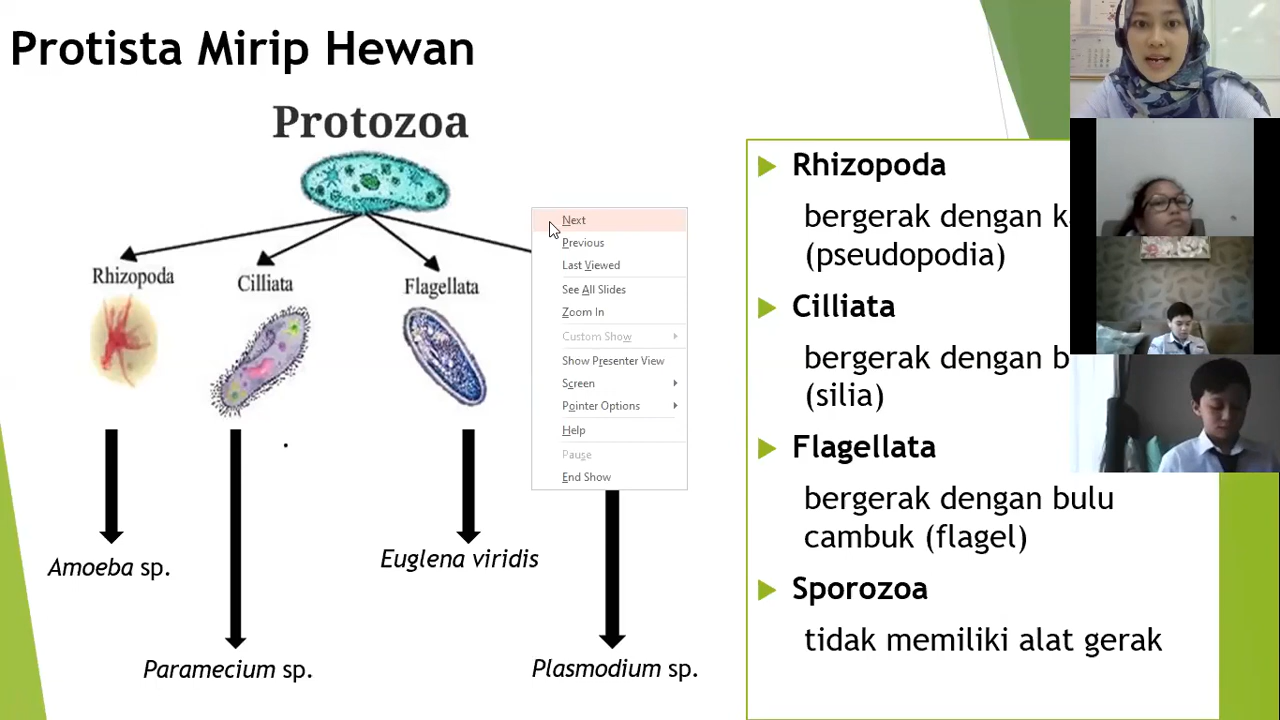 Protista Mirip Hewan
Protozoa
Rhizopoda
Cilliata
Flagellata
Amoeba sp.
Paramecium sp.
Euglena viridis
Plasmodium sp.
Next
Previous
Last Viewed
See All Slides
Zoom In
Custom Show
Show Presenter View
Screen
Pointer Options
Help
Pause
End Show
Rhizopoda
bergerak dengan
(pseudopodia)
Cilliata
bergerak dengan
(silia)
Flagellata
bergerak dengan bulu
cambuk (flagel)
Sporozoa
tidak memiliki alat gerak